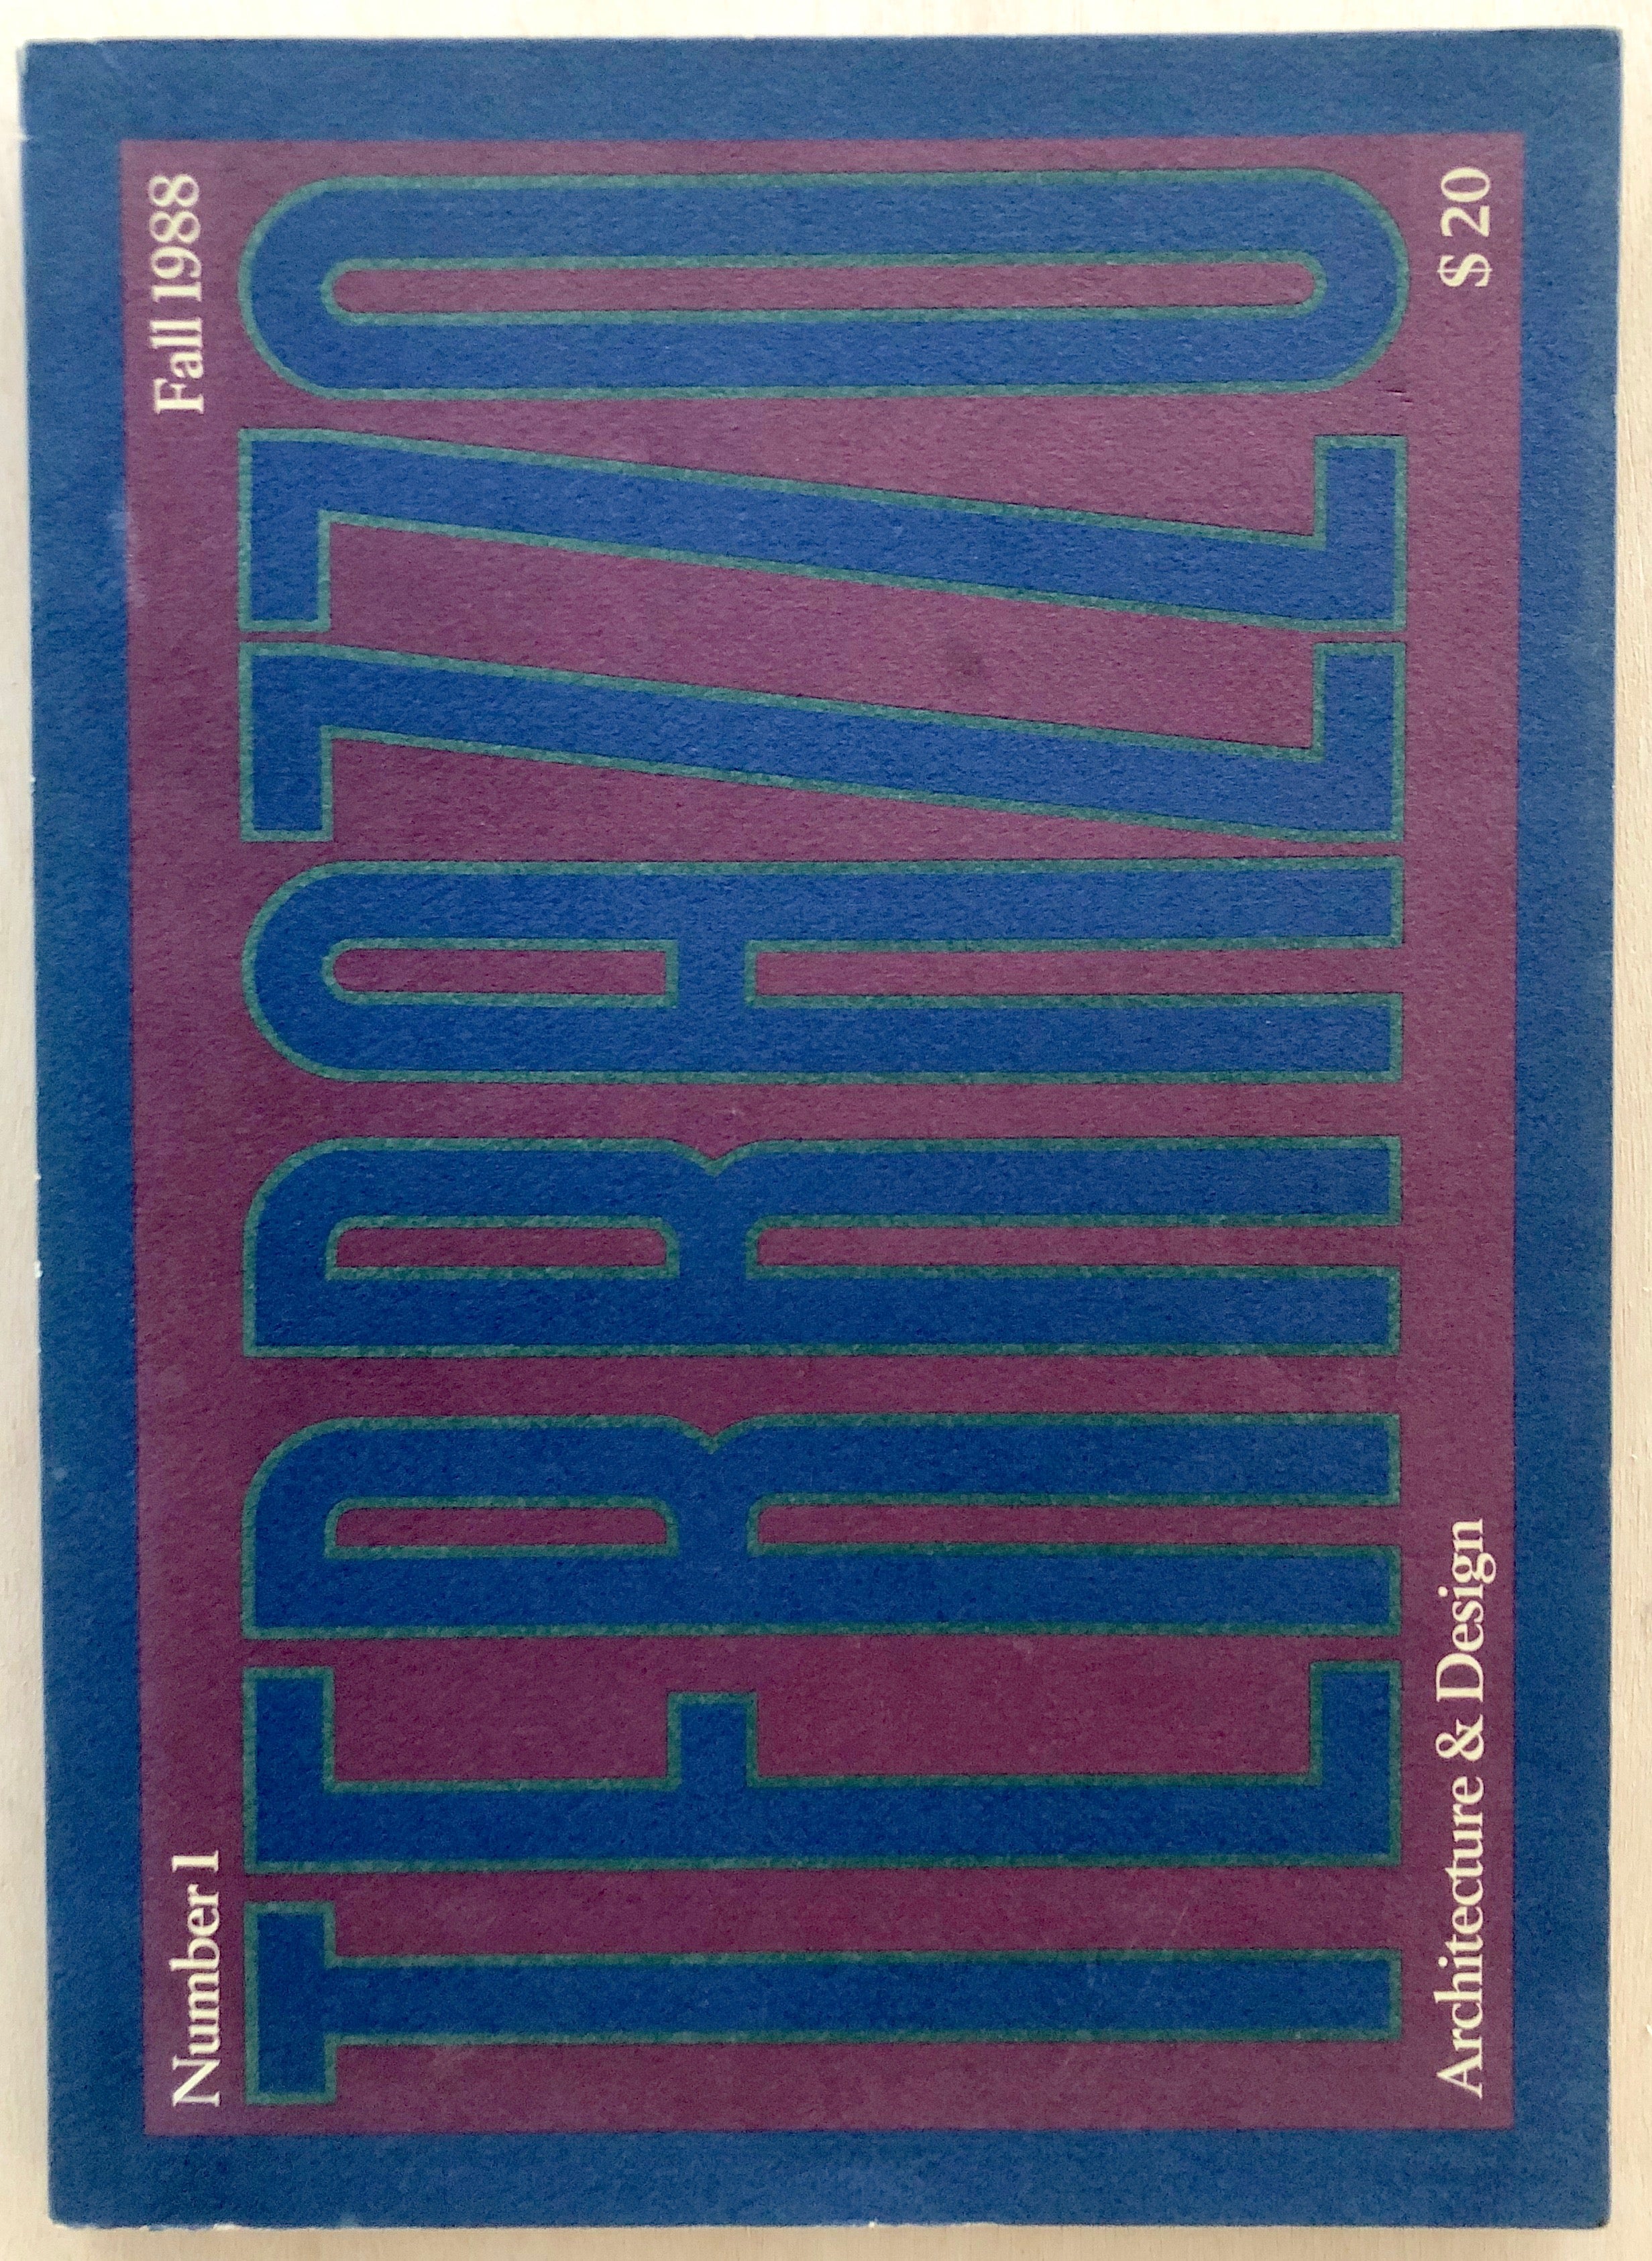 Number 1 Fall 1988
TERRAZZO
Architecture & Design $ 20